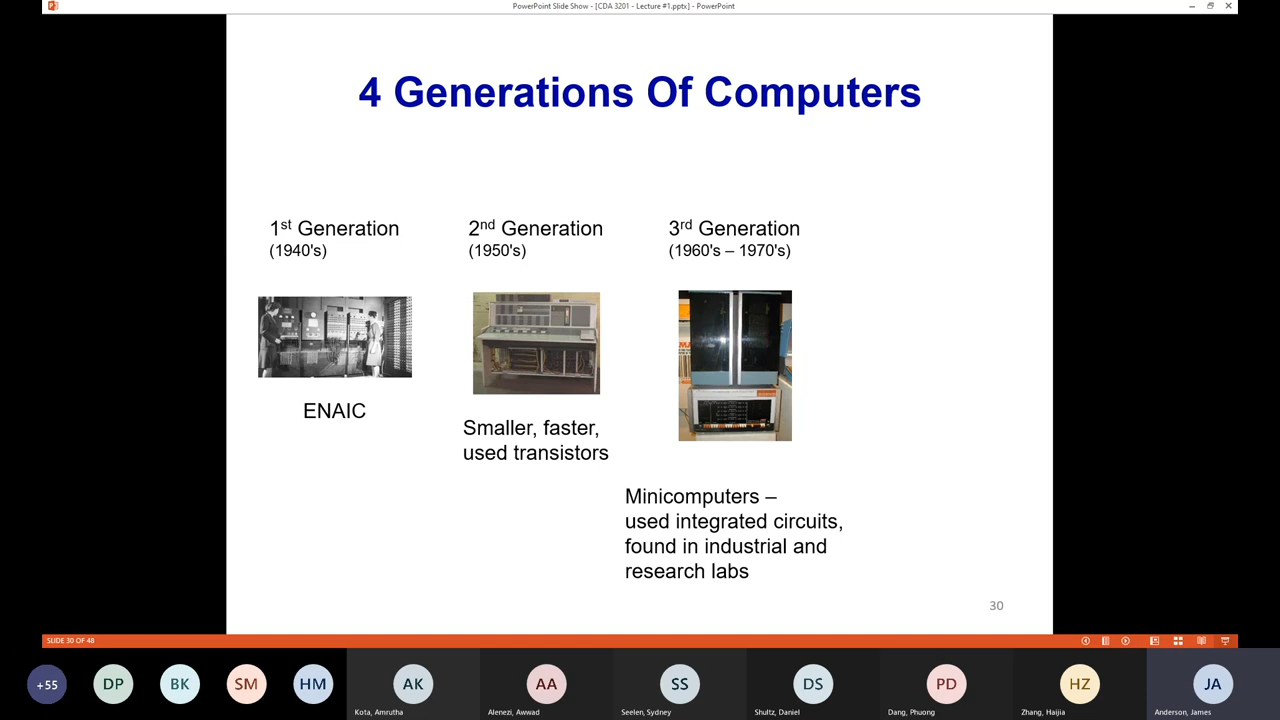 PowerPoint Slide Show - [CDA 3201 - Lecture #1.pptx] - PowerPoint
4 Generations Of Computers
1st Generation
(1940's)
2nd Generation
(1950's)
3rd Generation
(1960's – 1970's)
ENAIC
Smaller, faster,
used transistors
Minicomputers –
used integrated circuits,
found in industrial and
research labs
30
SLIDE 30 OF 48
+55
DP
BK
SM
HM
AK
AA
SS
DS
PD
HZ
JA
Kota, Amrutha
Alenezi, Awwad
Seelen, Sydney
Shultz, Daniel
Dang, Phuong
Zhang, Haijia
Anderson, James